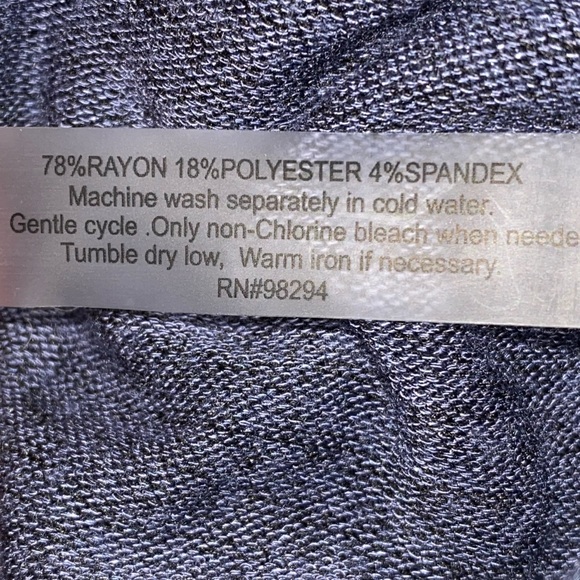 78%RAYON 18%POLYESTER 4%SPANDEX
Machine wash separately in cold water.
Gentle cycle .Only non-Chlorine bleach when neede
Tumble dry low, Warm iron if necessary.
RN#98294